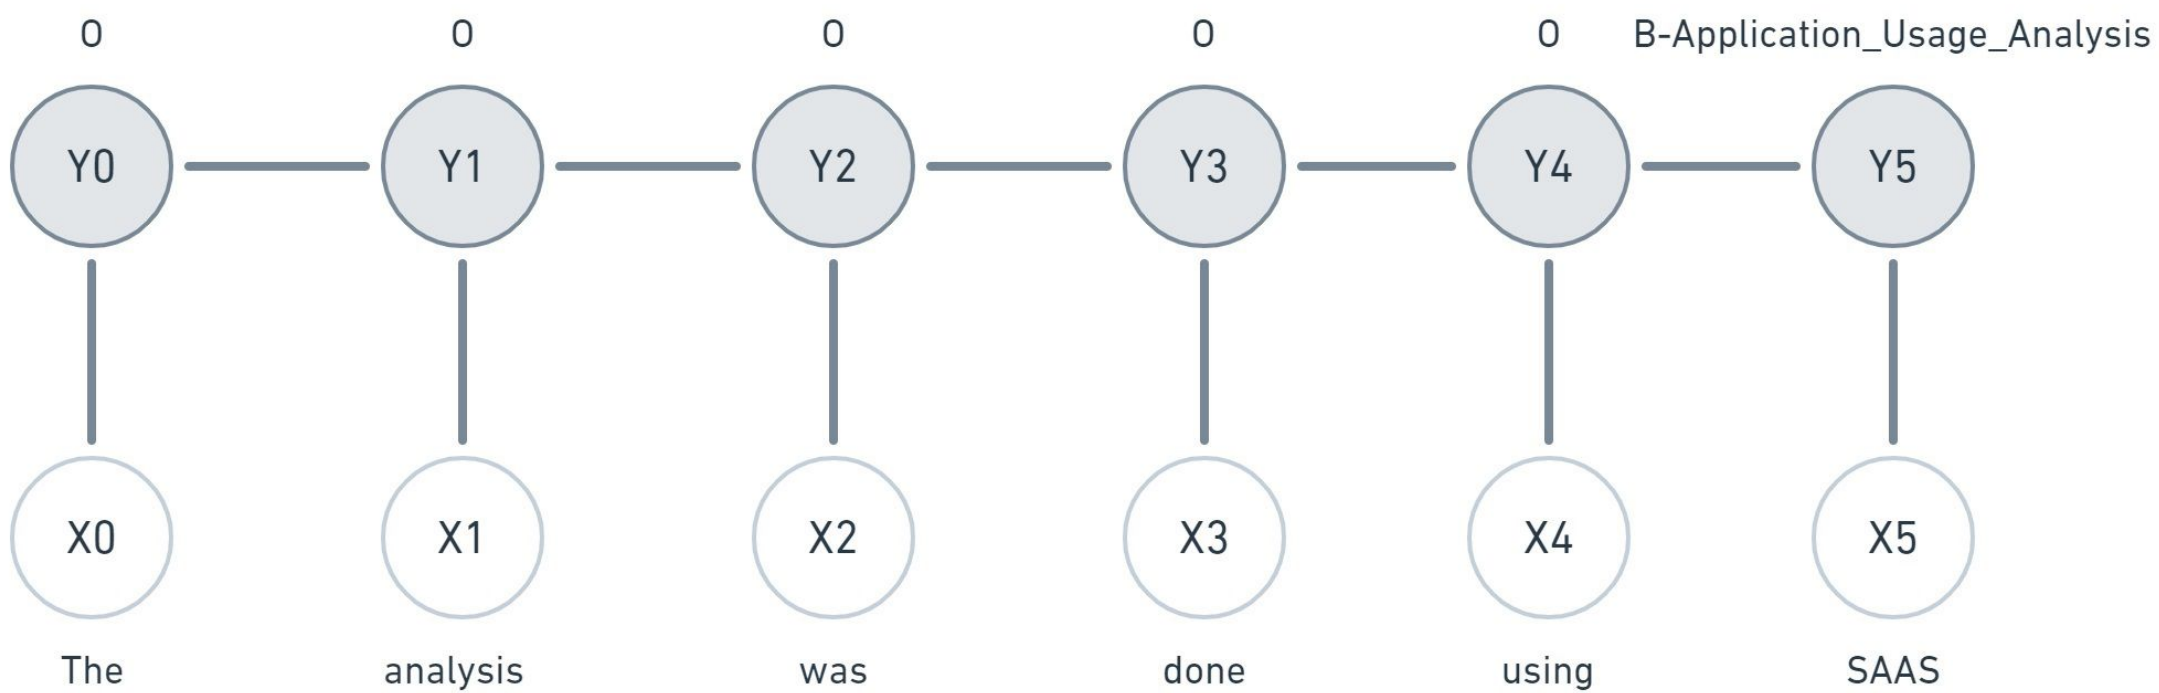 O O O O O B-Application_Usage_Analysis
Y0 Y1 Y2 Y3 Y4 Y5
X0 X1 X2 X3 X4 X5
The analysis was done using SAAS